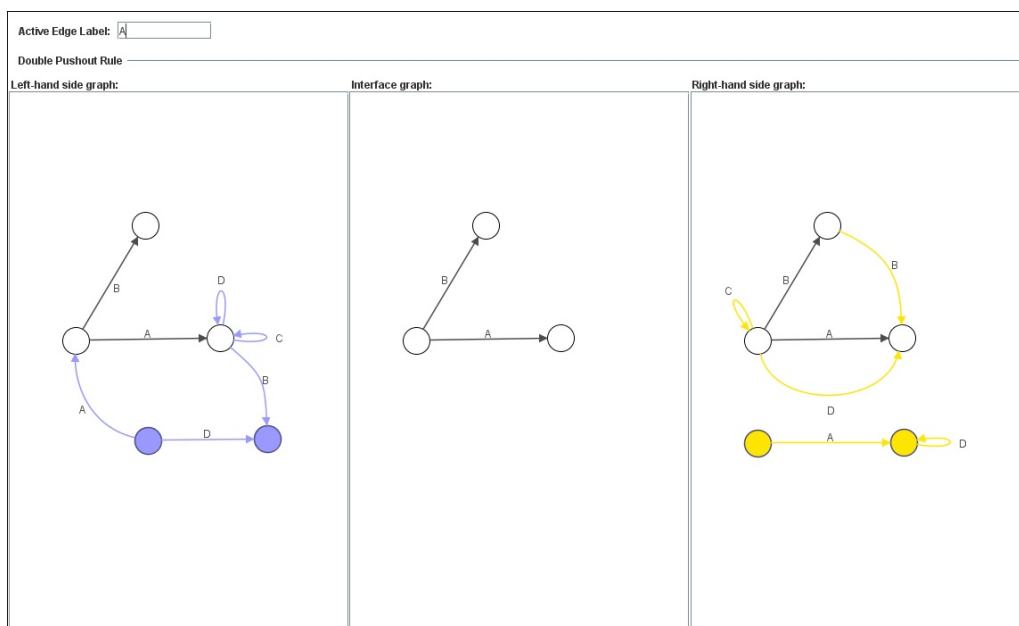 Active Edge Label: A
Double Pushout Rule
Left-hand side graph: Interface graph: Right-hand side graph:
B
D
A
C
B
A
D
B
A
B
B
C
A
D
A
D